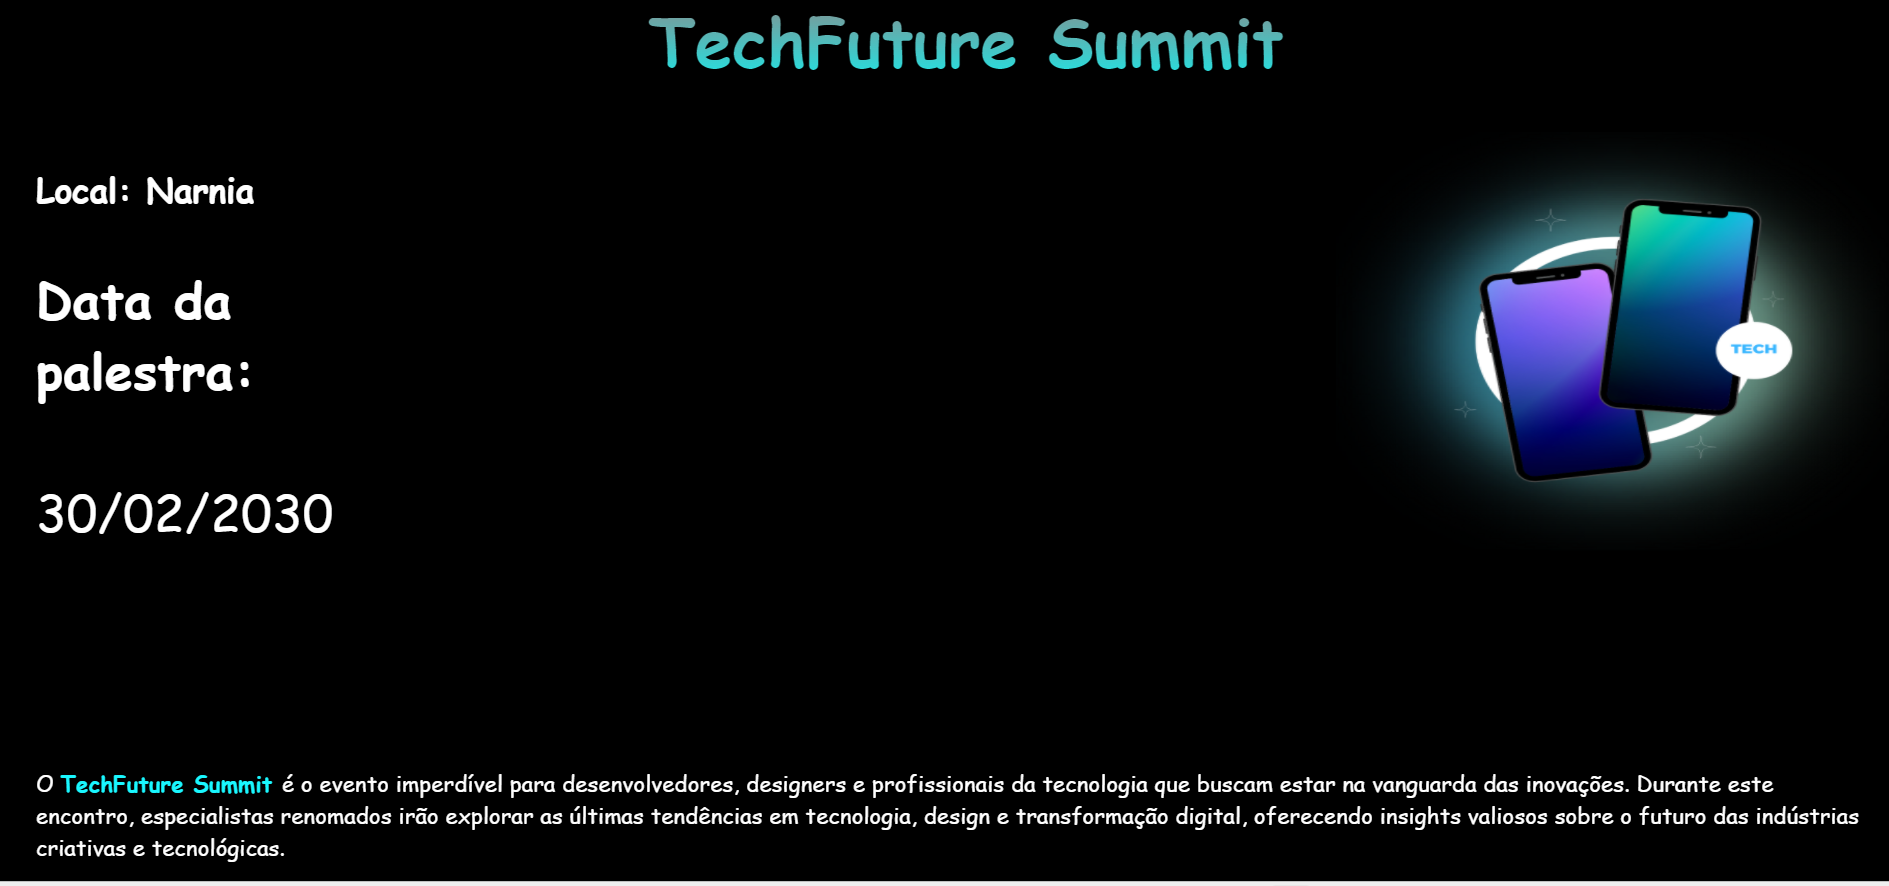 TechFuture Summit
Local: Narnia
Data da
palestra:
30/02/2030
TECH
O TechFuture Summit é o evento imperdível para desenvolvedores, designers e profissionais da tecnologia que buscam estar na vanguarda das inovações. Durante este
encontro, especialistas renomados irão explorar as últimas tendências em tecnologia, design e transformação digital, oferecendo insights valiosos sobre o futuro das indústrias
criativas e tecnológicas.